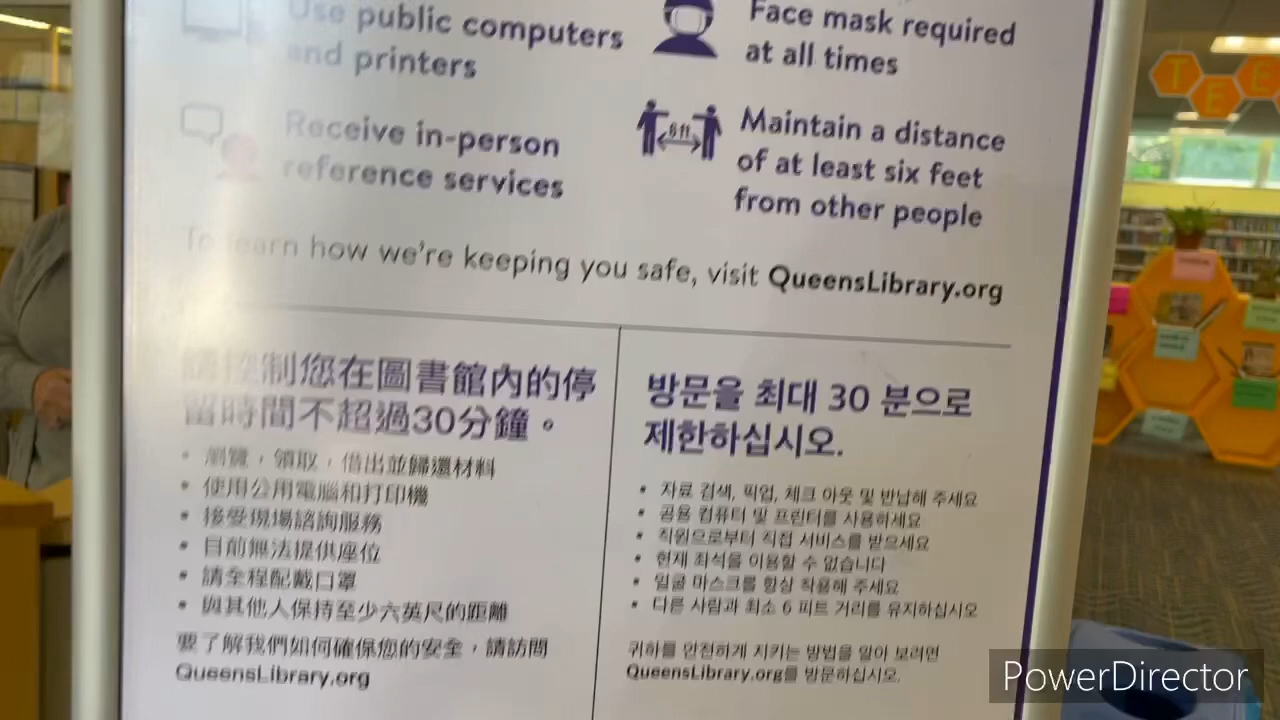 Use public computers
and printers
Receive in-person
reference services
Face mask required
at all times
6 ft
Maintain a distance
of at least six feet
from other people
To learn how we're keeping you safe, visit QueensLibrary.org
請控制您在圖書館內的停
留時間不超過30分鐘。
• 瀏覽，領取，借出並歸還材料
• 使用公用電腦和打印機
• 接受現場諮詢服務
• 目前無法提供座位
• 請全程配戴口罩
• 與其他人保持至少六英尺的距離
要了解我們如何確保您的安全，請訪問
QueensLibrary.org
방문을 최대 30 분으로
제한하십시오.
• 자료 검색, 픽업, 체크 아웃 및 반납해 주세요
• 공용 컴퓨터 및 프린터를 사용하세요
• 직원으로부터 직접 서비스를 받으세요
• 현재 좌석을 이용할 수 없습니다
• 얼굴 마스크를 항상 착용해 주세요
• 다른 사람과 최소 6 피트 거리를 유지하십시오
귀하를 안전하게 지키는 방법을 알아 보려면
QueensLibrary.org를 방문하십시오.
TEE
PowerDirector